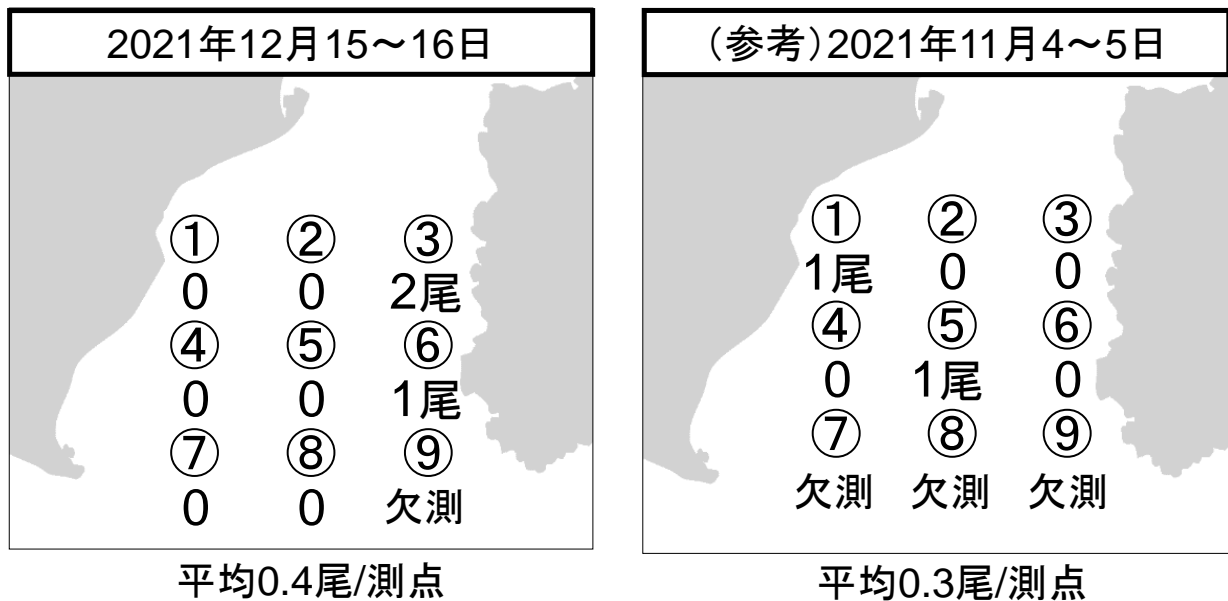 2021年12月15～16日
① ② ③
0 0 2尾
④ ⑤ ⑥
0 0 1尾
⑦ ⑧ ⑨
0 0 欠測
平均0.4尾/測点
（参考）2021年11月4～5日
① ② ③
1尾 0 0
④ ⑤ ⑥
0 1尾 0
⑦ ⑧ ⑨
欠測 欠測 欠測
平均0.3尾/測点